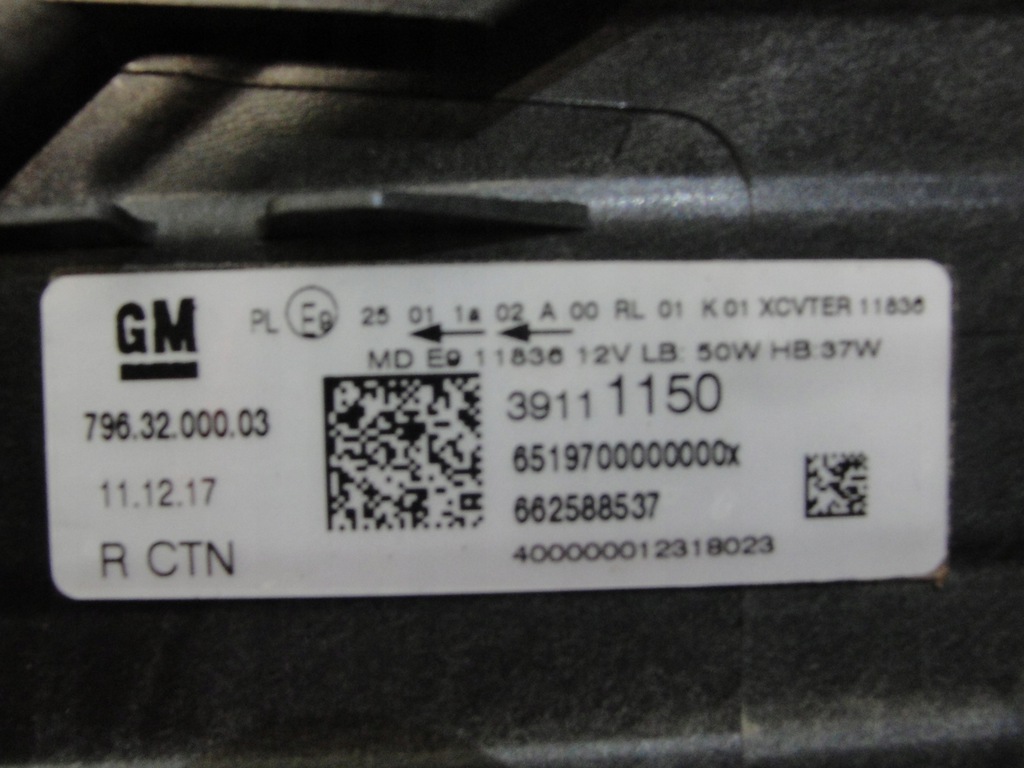 GM
PL E9 25 01 1a 02 A 00 RL 01 K 01 XCVTER 11836
MD E9 11836 12V LB: 50W HB:37W
39111150
796.32.000.03
6519700000000x
11.12.17
662588537
R CTN
400000012318023